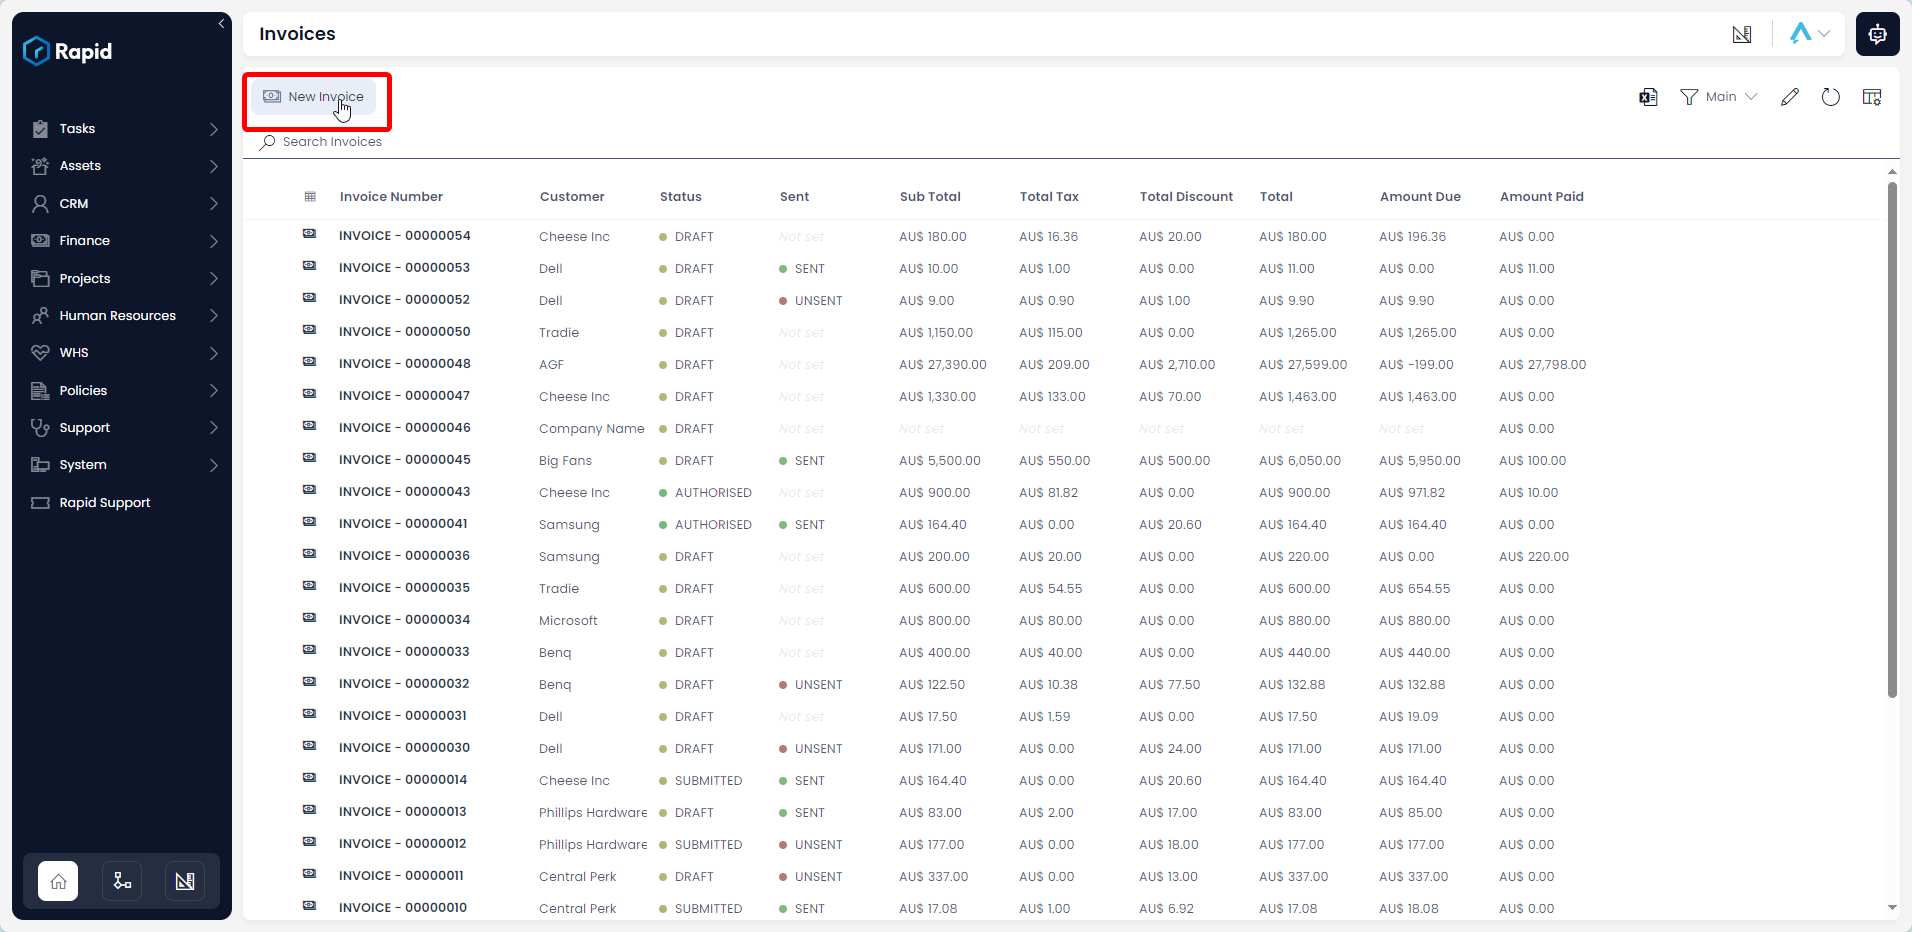 Rapid
Tasks
Assets
CRM
Finance
Projects
Human Resources
WHS
Policies
Support
System
Rapid Support
Invoices
New Invoice
Main
Search Invoices
Invoice Number Customer Status Sent Sub Total Total Tax Total Discount Total Amount Due Amount Paid
INVOICE - 00000054 Cheese Inc DRAFT Not set AU$ 180.00 AU$ 16.36 AU$ 20.00 AU$ 180.00 AU$ 196.36 AU$ 0.00
INVOICE - 00000053 Dell DRAFT SENT AU$ 10.00 AU$ 1.00 AU$ 0.00 AU$ 11.00 AU$ 0.00 AU$ 11.00
INVOICE - 00000052 Dell DRAFT UNSENT AU$ 9.00 AU$ 0.90 AU$ 1.00 AU$ 9.90 AU$ 9.90 AU$ 0.00
INVOICE - 00000050 Tradie DRAFT Not set AU$ 1,150.00 AU$ 115.00 AU$ 0.00 AU$ 1,265.00 AU$ 1,265.00 AU$ 0.00
INVOICE - 00000048 AGF DRAFT Not set AU$ 27,390.00 AU$ 209.00 AU$ 2,710.00 AU$ 27,599.00 AU$ -199.00 AU$ 27,798.00
INVOICE - 00000047 Cheese Inc DRAFT Not set AU$ 1,330.00 AU$ 133.00 AU$ 70.00 AU$ 1,463.00 AU$ 1,463.00 AU$ 0.00
INVOICE - 00000046 Company Name DRAFT Not set Not set Not set Not set Not set Not set AU$ 0.00
INVOICE - 00000045 Big Fans DRAFT SENT AU$ 5,500.00 AU$ 550.00 AU$ 500.00 AU$ 6,050.00 AU$ 5,950.00 AU$ 100.00
INVOICE - 00000043 Cheese Inc AUTHORISED Not set AU$ 900.00 AU$ 81.82 AU$ 0.00 AU$ 900.00 AU$ 971.82 AU$ 10.00
INVOICE - 00000041 Samsung AUTHORISED SENT AU$ 164.40 AU$ 0.00 AU$ 20.60 AU$ 164.40 AU$ 164.40 AU$ 0.00
INVOICE - 00000036 Samsung DRAFT Not set AU$ 200.00 AU$ 20.00 AU$ 0.00 AU$ 220.00 AU$ 0.00 AU$ 220.00
INVOICE - 00000035 Tradie DRAFT Not set AU$ 600.00 AU$ 54.55 AU$ 0.00 AU$ 600.00 AU$ 654.55 AU$ 0.00
INVOICE - 00000034 Microsoft DRAFT Not set AU$ 800.00 AU$ 80.00 AU$ 0.00 AU$ 880.00 AU$ 880.00 AU$ 0.00
INVOICE - 00000033 Benq DRAFT Not set AU$ 400.00 AU$ 40.00 AU$ 0.00 AU$ 440.00 AU$ 440.00 AU$ 0.00
INVOICE - 00000032 Benq DRAFT UNSENT AU$ 122.50 AU$ 10.38 AU$ 77.50 AU$ 132.88 AU$ 132.88 AU$ 0.00
INVOICE - 00000031 Dell DRAFT Not set AU$ 17.50 AU$ 1.59 AU$ 0.00 AU$ 17.50 AU$ 19.09 AU$ 0.00
INVOICE - 00000030 Dell DRAFT UNSENT AU$ 171.00 AU$ 0.00 AU$ 24.00 AU$ 171.00 AU$ 171.00 AU$ 0.00
INVOICE - 00000014 Cheese Inc SUBMITTED SENT AU$ 164.40 AU$ 0.00 AU$ 20.60 AU$ 164.40 AU$ 164.40 AU$ 0.00
INVOICE - 00000013 Phillips Hardware DRAFT SENT AU$ 83.00 AU$ 2.00 AU$ 17.00 AU$ 83.00 AU$ 85.00 AU$ 0.00
INVOICE - 00000012 Phillips Hardware SUBMITTED UNSENT AU$ 177.00 AU$ 0.00 AU$ 18.00 AU$ 177.00 AU$ 177.00 AU$ 0.00
INVOICE - 00000011 Central Perk DRAFT UNSENT AU$ 337.00 AU$ 0.00 AU$ 13.00 AU$ 337.00 AU$ 337.00 AU$ 0.00
INVOICE - 00000010 Central Perk SUBMITTED SENT AU$ 17.08 AU$ 1.00 AU$ 6.92 AU$ 17.08 AU$ 18.08 AU$ 0.00